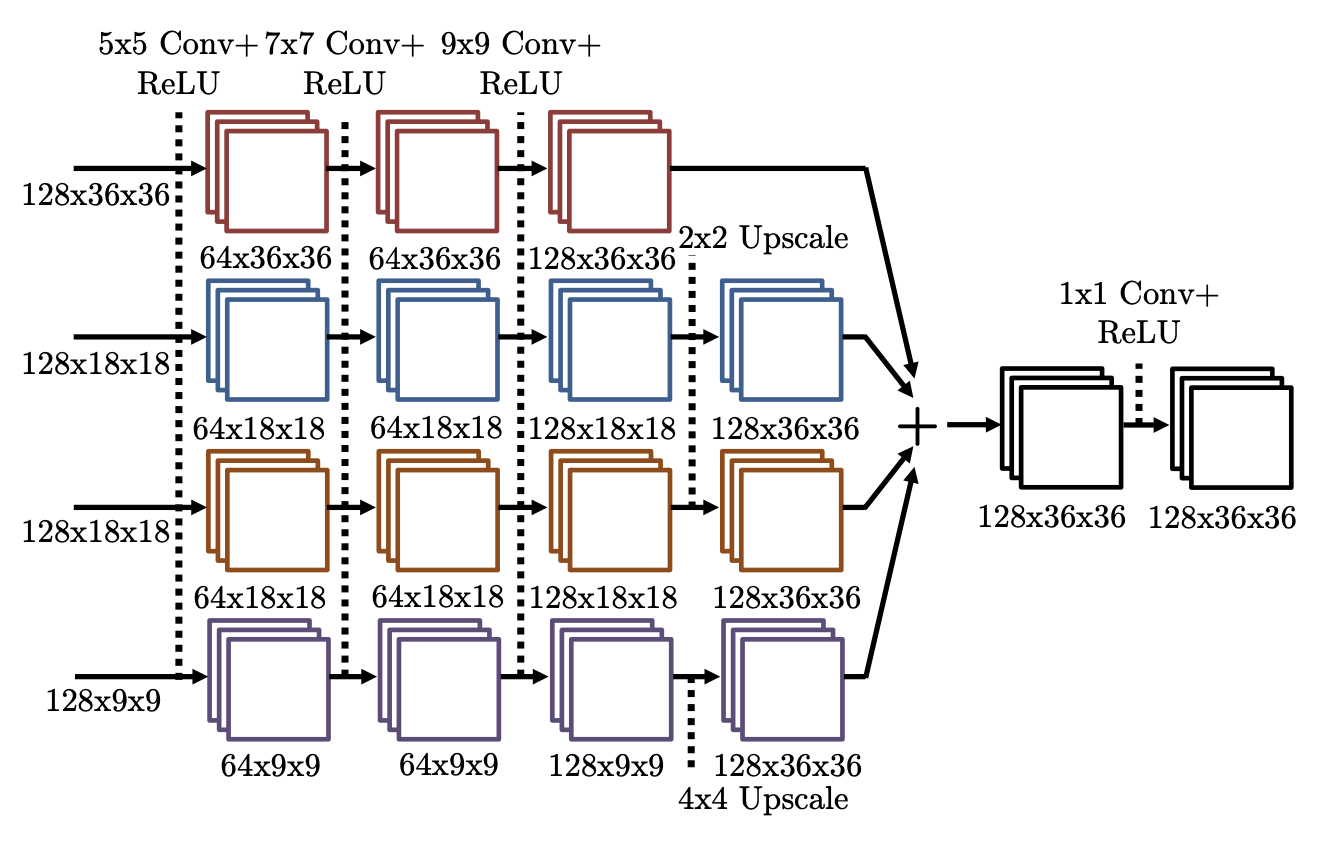 5x5 Conv+ 7x7 Conv+ 9x9 Conv+
ReLU ReLU ReLU
128x36x36
64x36x36 64x36x36 128x36x36
2x2 Upscale
128x18x18
64x18x18 64x18x18 128x18x18 128x36x36
1x1 Conv+
ReLU
128x36x36 128x36x36
128x18x18
64x18x18 64x18x18 128x18x18 128x36x36
128x9x9
64x9x9 64x9x9 128x9x9 128x36x36
4x4 Upscale